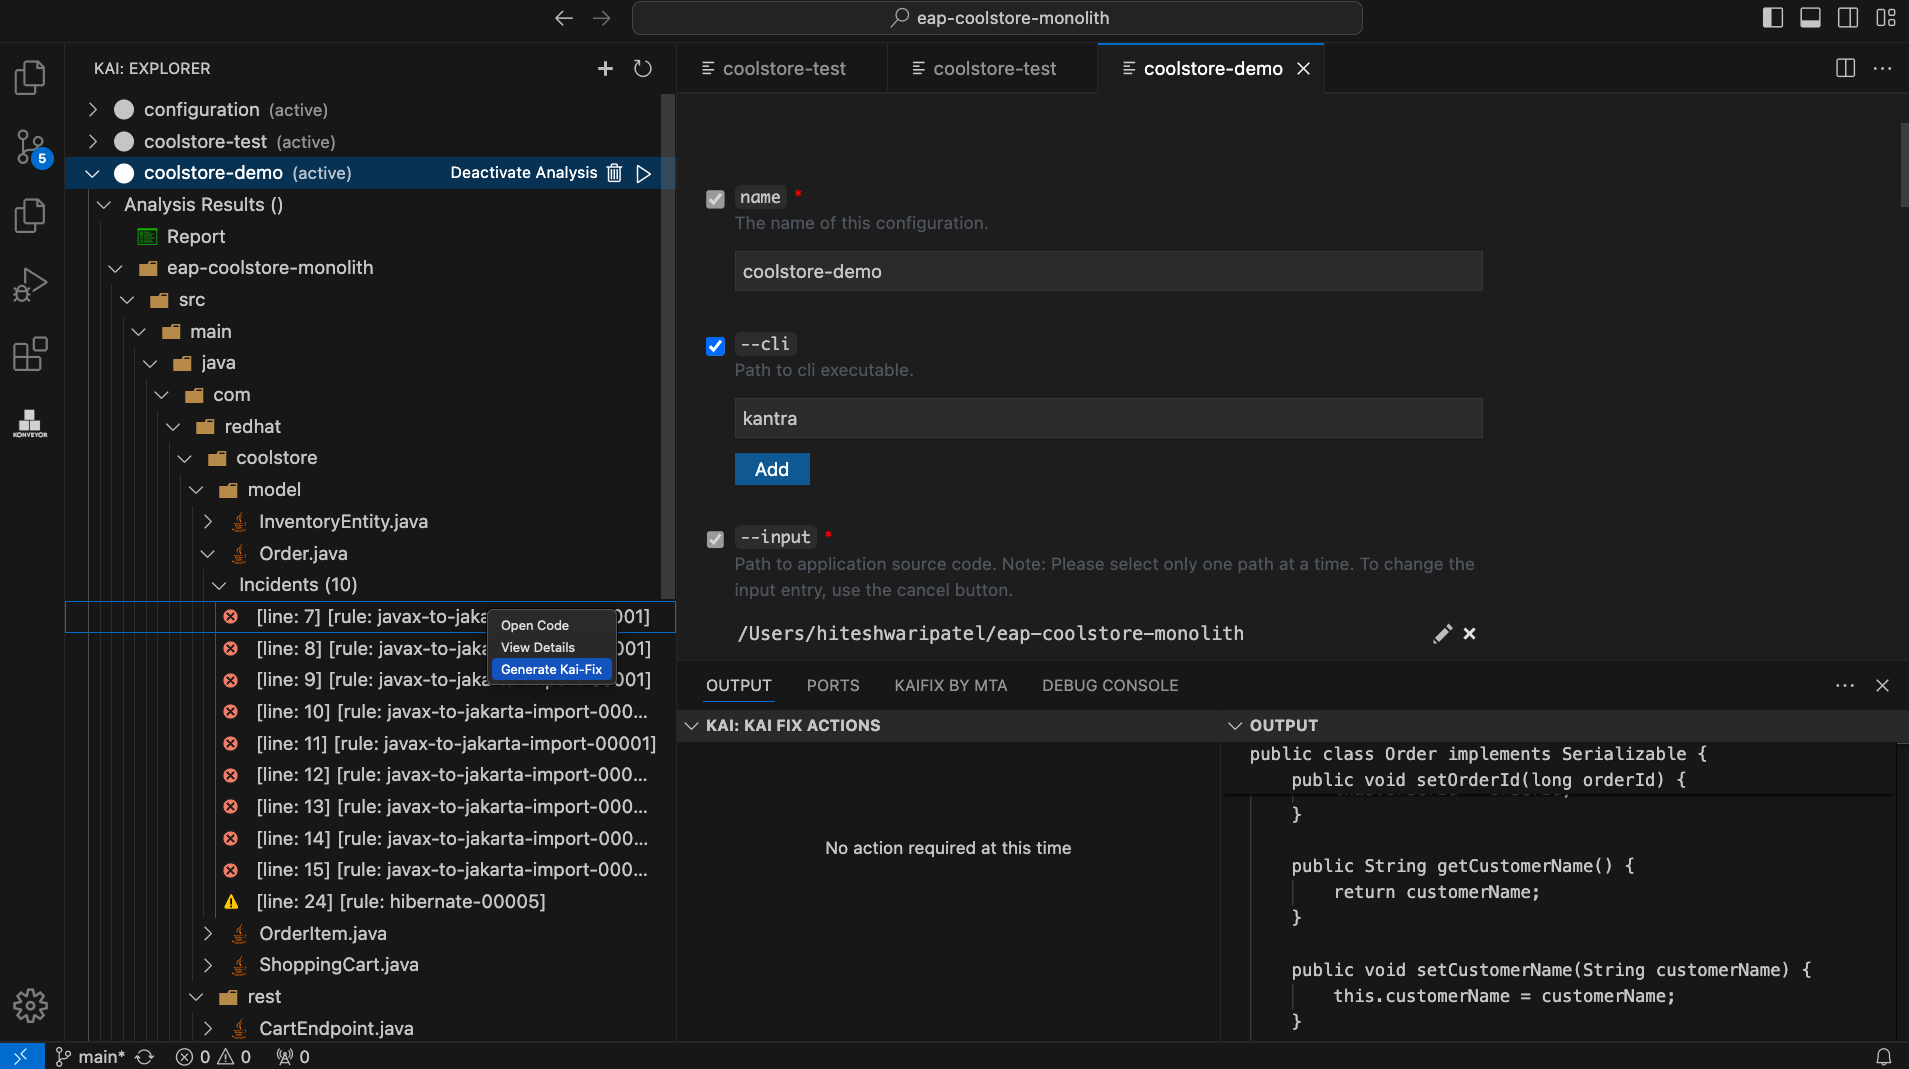 eap-coolstore-monolith
KAI: EXPLORER
configuration (active)
coolstore-test (active)
coolstore-demo (active) Deactivate Analysis
Analysis Results ()
Report
eap-coolstore-monolith
src
main
java
com
redhat
coolstore
model
InventoryEntity.java
Order.java
Incidents (10)
[line: 7] [rule: javax-to-jaka 001]
[line: 8] [rule: javax-to-jaka 001]
[line: 9] [rule: javax-to-jaka 001]
[line: 10] [rule: javax-to-jakarta-import-000...
[line: 11] [rule: javax-to-jakarta-import-00001]
[line: 12] [rule: javax-to-jakarta-import-000...
[line: 13] [rule: javax-to-jakarta-import-000...
[line: 14] [rule: javax-to-jakarta-import-000...
[line: 15] [rule: javax-to-jakarta-import-000...
[line: 24] [rule: hibernate-00005]
OrderItem.java
ShoppingCart.java
rest
CartEndpoint.java
Open Code
View Details
Generate Kai-Fix
5
KONVEYOR
coolstore-test coolstore-test coolstore-demo
name *
The name of this configuration.
coolstore-demo
--cli
Path to cli executable.
kantra
Add
--input *
Path to application source code. Note: Please select only one path at a time. To change the
input entry, use the cancel button.
/Users/hiteshwaripatel/eap-coolstore-monolith
OUTPUT PORTS KAIFIX BY MTA DEBUG CONSOLE
KAI: KAI FIX ACTIONS
No action required at this time
OUTPUT
public class Order implements Serializable {
public void setOrderId(long orderId) {
}
public String getCustomerName() {
return customerName;
}
public void setCustomerName(String customerName) {
this.customerName = customerName;
}
main* 0 0 0